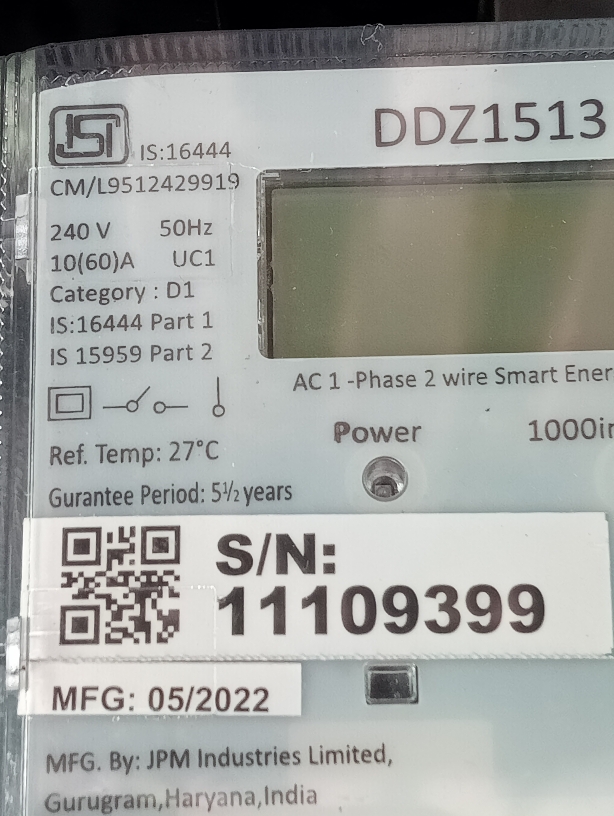 ISI IS:16444
DDZ1513
CM/L9512429919
240 V 50Hz
10(60)A UC1
Category : D1
IS:16444 Part 1
IS 15959 Part 2
AC 1 -Phase 2 wire Smart Ener
Power 1000i
Ref. Temp: 27°C
Gurantee Period: 5½ years
S/N:
11109399
MFG: 05/2022
MFG. By: JPM Industries Limited,
Gurugram,Haryana,India